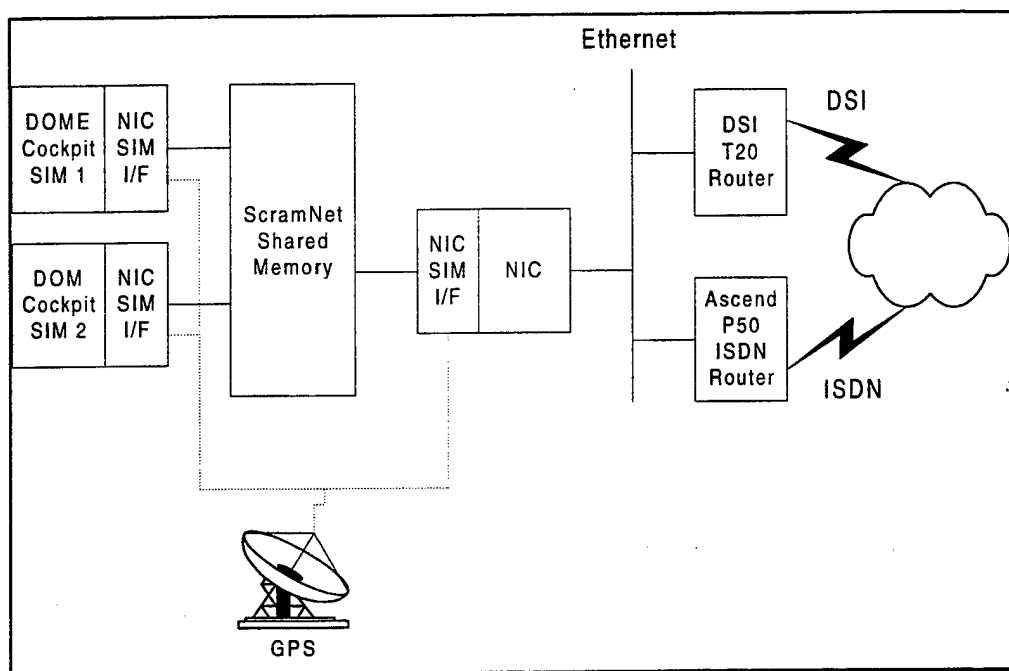 Ethernet
DOME
Cockpit
SIM 1
NIC
SIM
I/F
DOM
Cockpit
SIM 2
NIC
SIM
I/F
ScramNet
Shared
Memory
NIC
SIM
I/F
NIC
DSI
T20
Router
Ascend
P50
ISDN
Router
DSI
ISDN
GPS